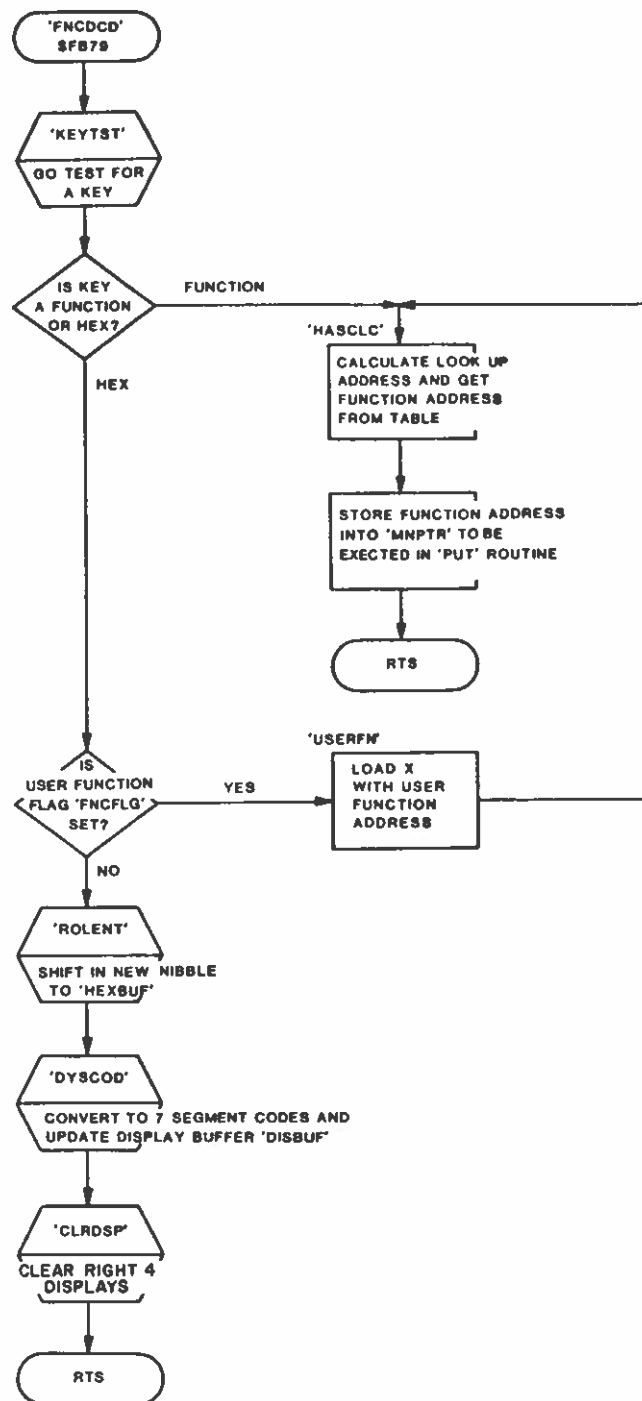 'FNCDCD'
$FB79
'KEYTST'
GO TEST FOR
A KEY
IS KEY
A FUNCTION
OR HEX?
FUNCTION
HEX
'HASCLC'
CALCULATE LOOK UP
ADDRESS AND GET
FUNCTION ADDRESS
FROM TABLE
STORE FUNCTION ADDRESS
INTO 'MNPTR' TO BE
EXECTED IN 'PUT' ROUTINE
RTS
IS
USER FUNCTION
FLAG 'FNCFLG'
SET?
YES
NO
'USERFN'
LOAD X
WITH USER
FUNCTION
ADDRESS
'ROLENT'
SHIFT IN NEW NIBBLE
TO 'HEXBUF'
'DYSCOD'
CONVERT TO 7 SEGMENT CODES AND
UPDATE DISPLAY BUFFER 'DISBUF'
'CLRDSP'
CLEAR RIGHT 4
DISPLAYS
RTS